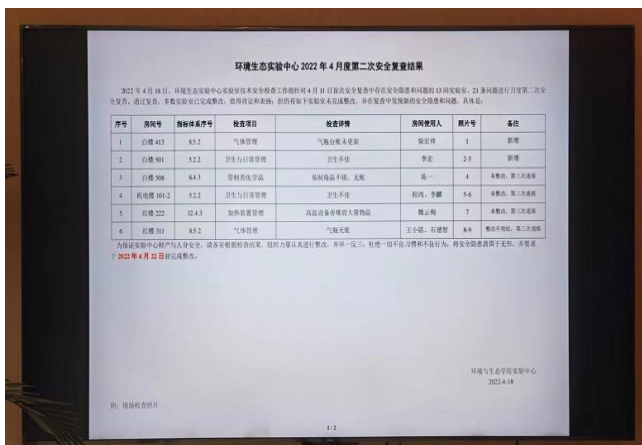 环境生态实验中心 2022 年 4 月度第二次安全复查结果
2022 年 4 月 18 日，环境生态实验中心实验室技术安全检查工作组针对 4 月 11 日首次安全复查中存在安全隐患和问题的 13 间实验室、21 条问题进行月度第二次安
全复查。通过复查，多数实验室已完成整改，值得肯定和表扬；但仍有如下实验室未完成整改，并在复查中发现新的安全隐患和问题，具体是：
序号 房间号 指标体系序号 检查项目 检查详情 房间使用人 照片号 备注
1 白楼 413 8.5.2 气体管理 气瓶台账未更新 1 新增
2 白楼 501 5.2.2 卫生与日常管理 卫生不佳 李宏 2-3 新增
3 白楼 508 8.4.3 管制类化学品 易制毒品不锁、无账 陈一 4 未整改，第三次通报
4 机电楼 101-2 5.2.2 卫生与日常管理 卫生不佳 程鸿、李麟 5-6 未整改，第三次通报
5 红楼 222 12.4.3 加热装置管理 高温设备旁堆放大量物品 魏云梅 7 未整改，第三次通报
6 红楼 311 8.5.2 气体管理 气瓶无账 王小铭、石德智 8-9 整改不彻底，第二次通报
为保证实验中心财产与人身安全，请各室根据检查结果，组织力量认真进行整改，并举一反三，杜绝一切不良习惯和不良行为，将安全隐患消弭于无形，并要求
于 2022 年 4 月 22 日前完成整改。
环境与生态学院实验中心
2022-4-18
附：现场检查照片
1 / 2